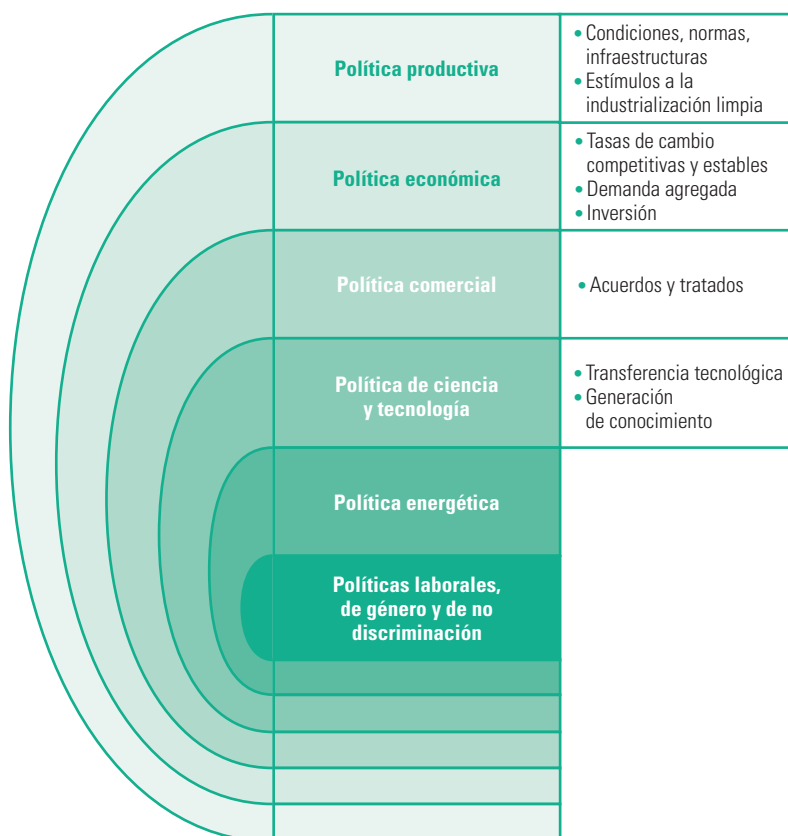 Política productiva
• Condiciones, normas,
infraestructuras
• Estímulos a la
industrialización limpia
Política económica
• Tasas de cambio
competitivas y estables
• Demanda agregada
• Inversión
Política comercial
• Acuerdos y tratados
Política de ciencia
y tecnología
• Transferencia tecnológica
• Generación
de conocimiento
Política energética
Políticas laborales,
de género y de no
discriminación